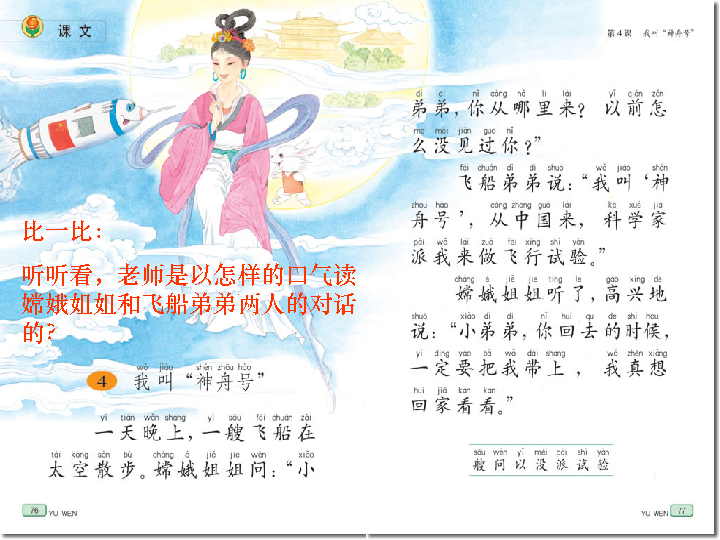 课文
比一比：
听听看，老师是以怎样的口气读
嫦娥姐姐和飞船弟弟两人的对话
的？
wǒ jiào shén zhōu hào
4 我叫“神舟号”
yì tiān wǎn shang yì sōu fēi chuán zài
一天晚上，一艘飞船在
tài kōng sàn bù cháng é jiě jie wèn xiǎo
太空散步。嫦娥姐姐问：“小
76 YU WEN
第4课 我叫“神舟号”
dì di nǐ cóng nǎ li lái yǐ qián zěn
弟弟，你从哪里来？以前怎
me méi jiàn guo nǐ
么没见过你？”
fēi chuán dì di shuō wǒ jiào shén
飞船弟弟说：“我叫‘神
zhōu hào cóng zhōng guó lái kē xué jiā
舟号’，从中国来，科学家
pài wǒ lái zuò fēi xíng shì yàn
派我来做飞行试验。”
cháng é jiě jie tīng le gāo xìng de
嫦娥姐姐听了，高兴地
shuō xiǎo dì di nǐ huí qu de shí hou
说：“小弟弟，你回去的时候，
yí dìng yào bǎ wǒ dài shang wǒ zhēn xiǎng
一定要把我带上，我真想
huí jiā kàn kan
回家看看。”
sōu wèn yǐ méi pài shì yàn
艘问以没派试验
YU WEN 77